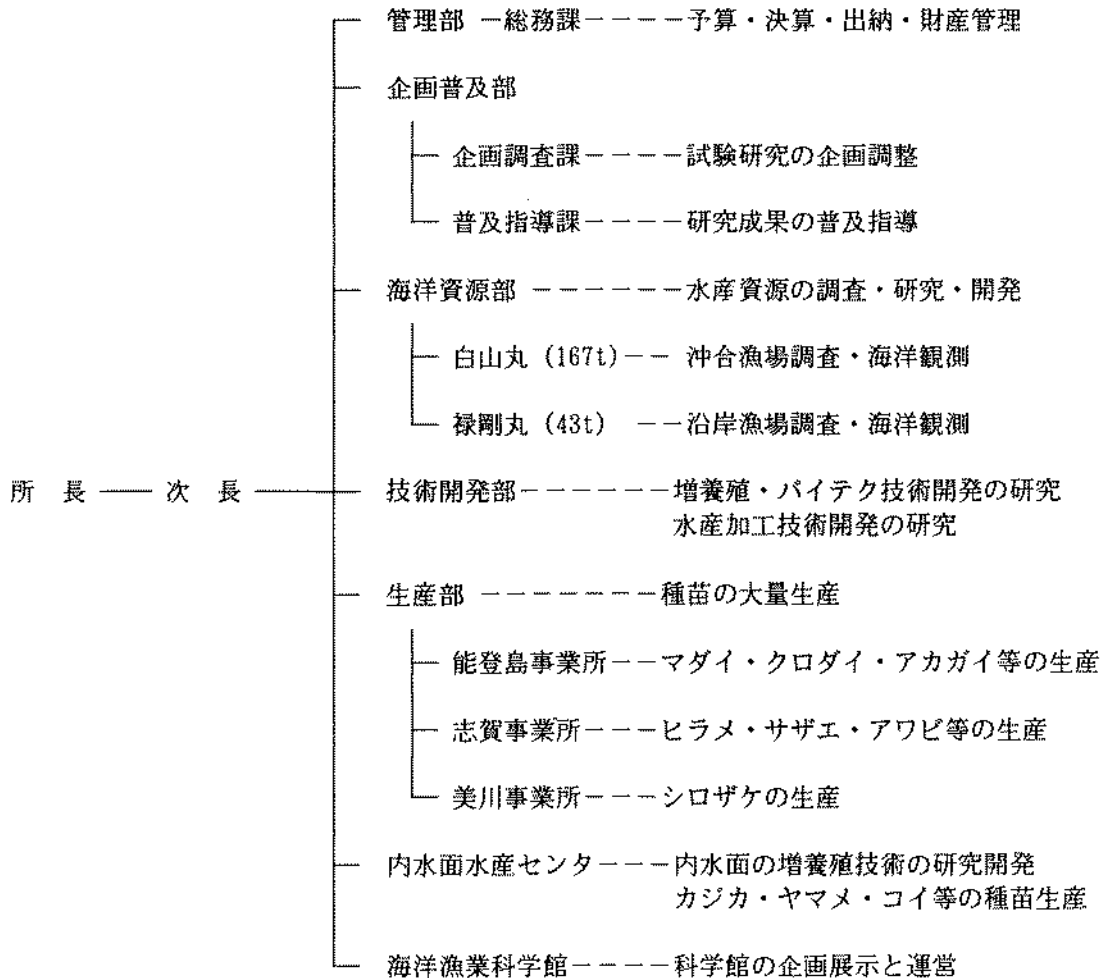 管理部 ー総務課ーーーー予算・決算・出納・財産管理
企画普及部
企画調査課ーーーー試験研究の企画調整
普及指導課ーーーー研究成果の普及指導
海洋資源部 ーーーーーー水産資源の調査・研究・開発
白山丸 (167t)ーー 沖合漁場調査・海洋観測
禄剛丸 (43t) ーー沿岸漁場調査・海洋観測
所 長 ── 次 長 ── 技術開発部ーーーーーー増養殖・バイテク技術開発の研究
水産加工技術開発の研究
生産部 ーーーーーーー種苗の大量生産
能登島事業所ーーマダイ・クロダイ・アカガイ等の生産
志賀事業所ーーーヒラメ・サザエ・アワビ等の生産
美川事業所ーーーシロザケの生産
内水面水産センターーー内水面の増養殖技術の研究開発
カジカ・ヤマメ・コイ等の種苗生産
海洋漁業科学館ーーーー科学館の企画展示と運営